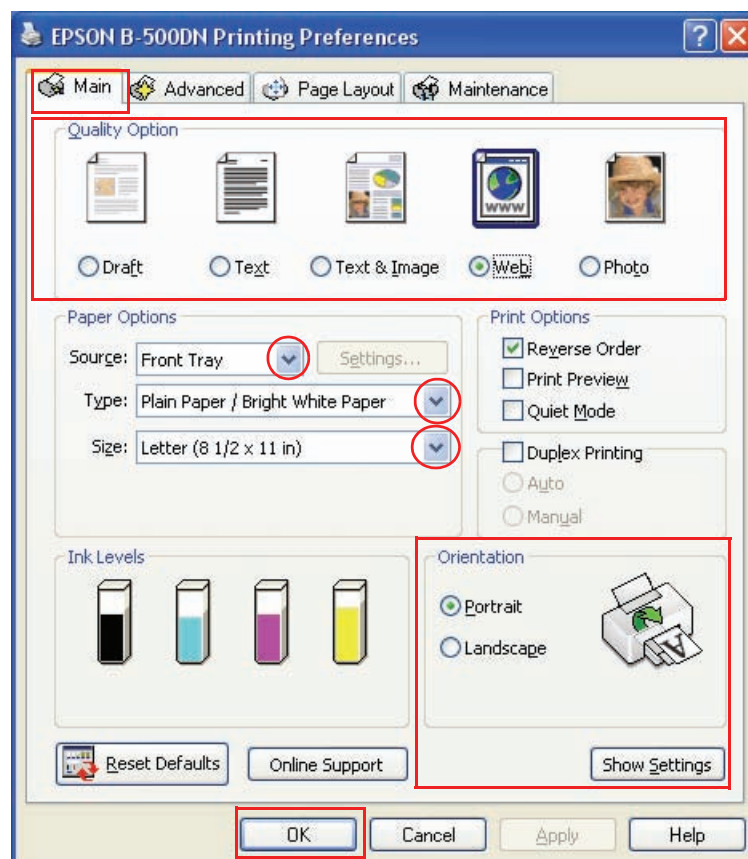 EPSON B-500DN Printing Preferences
Main Advanced Page Layout Maintenance
Quality Option
WWW
Draft Text Text & Image Web Photo
Paper Options
Source: Front Tray Settings...
Type: Plain Paper / Bright White Paper
Size: Letter (8 1/2 x 11 in)
Print Options
Reverse Order
Print Preview
Quiet Mode
Duplex Printing
Auto
Manual
Ink Levels
Orientation
Portrait
Landscape
A
Reset Defaults Online Support Show Settings
OK Cancel Apply Help